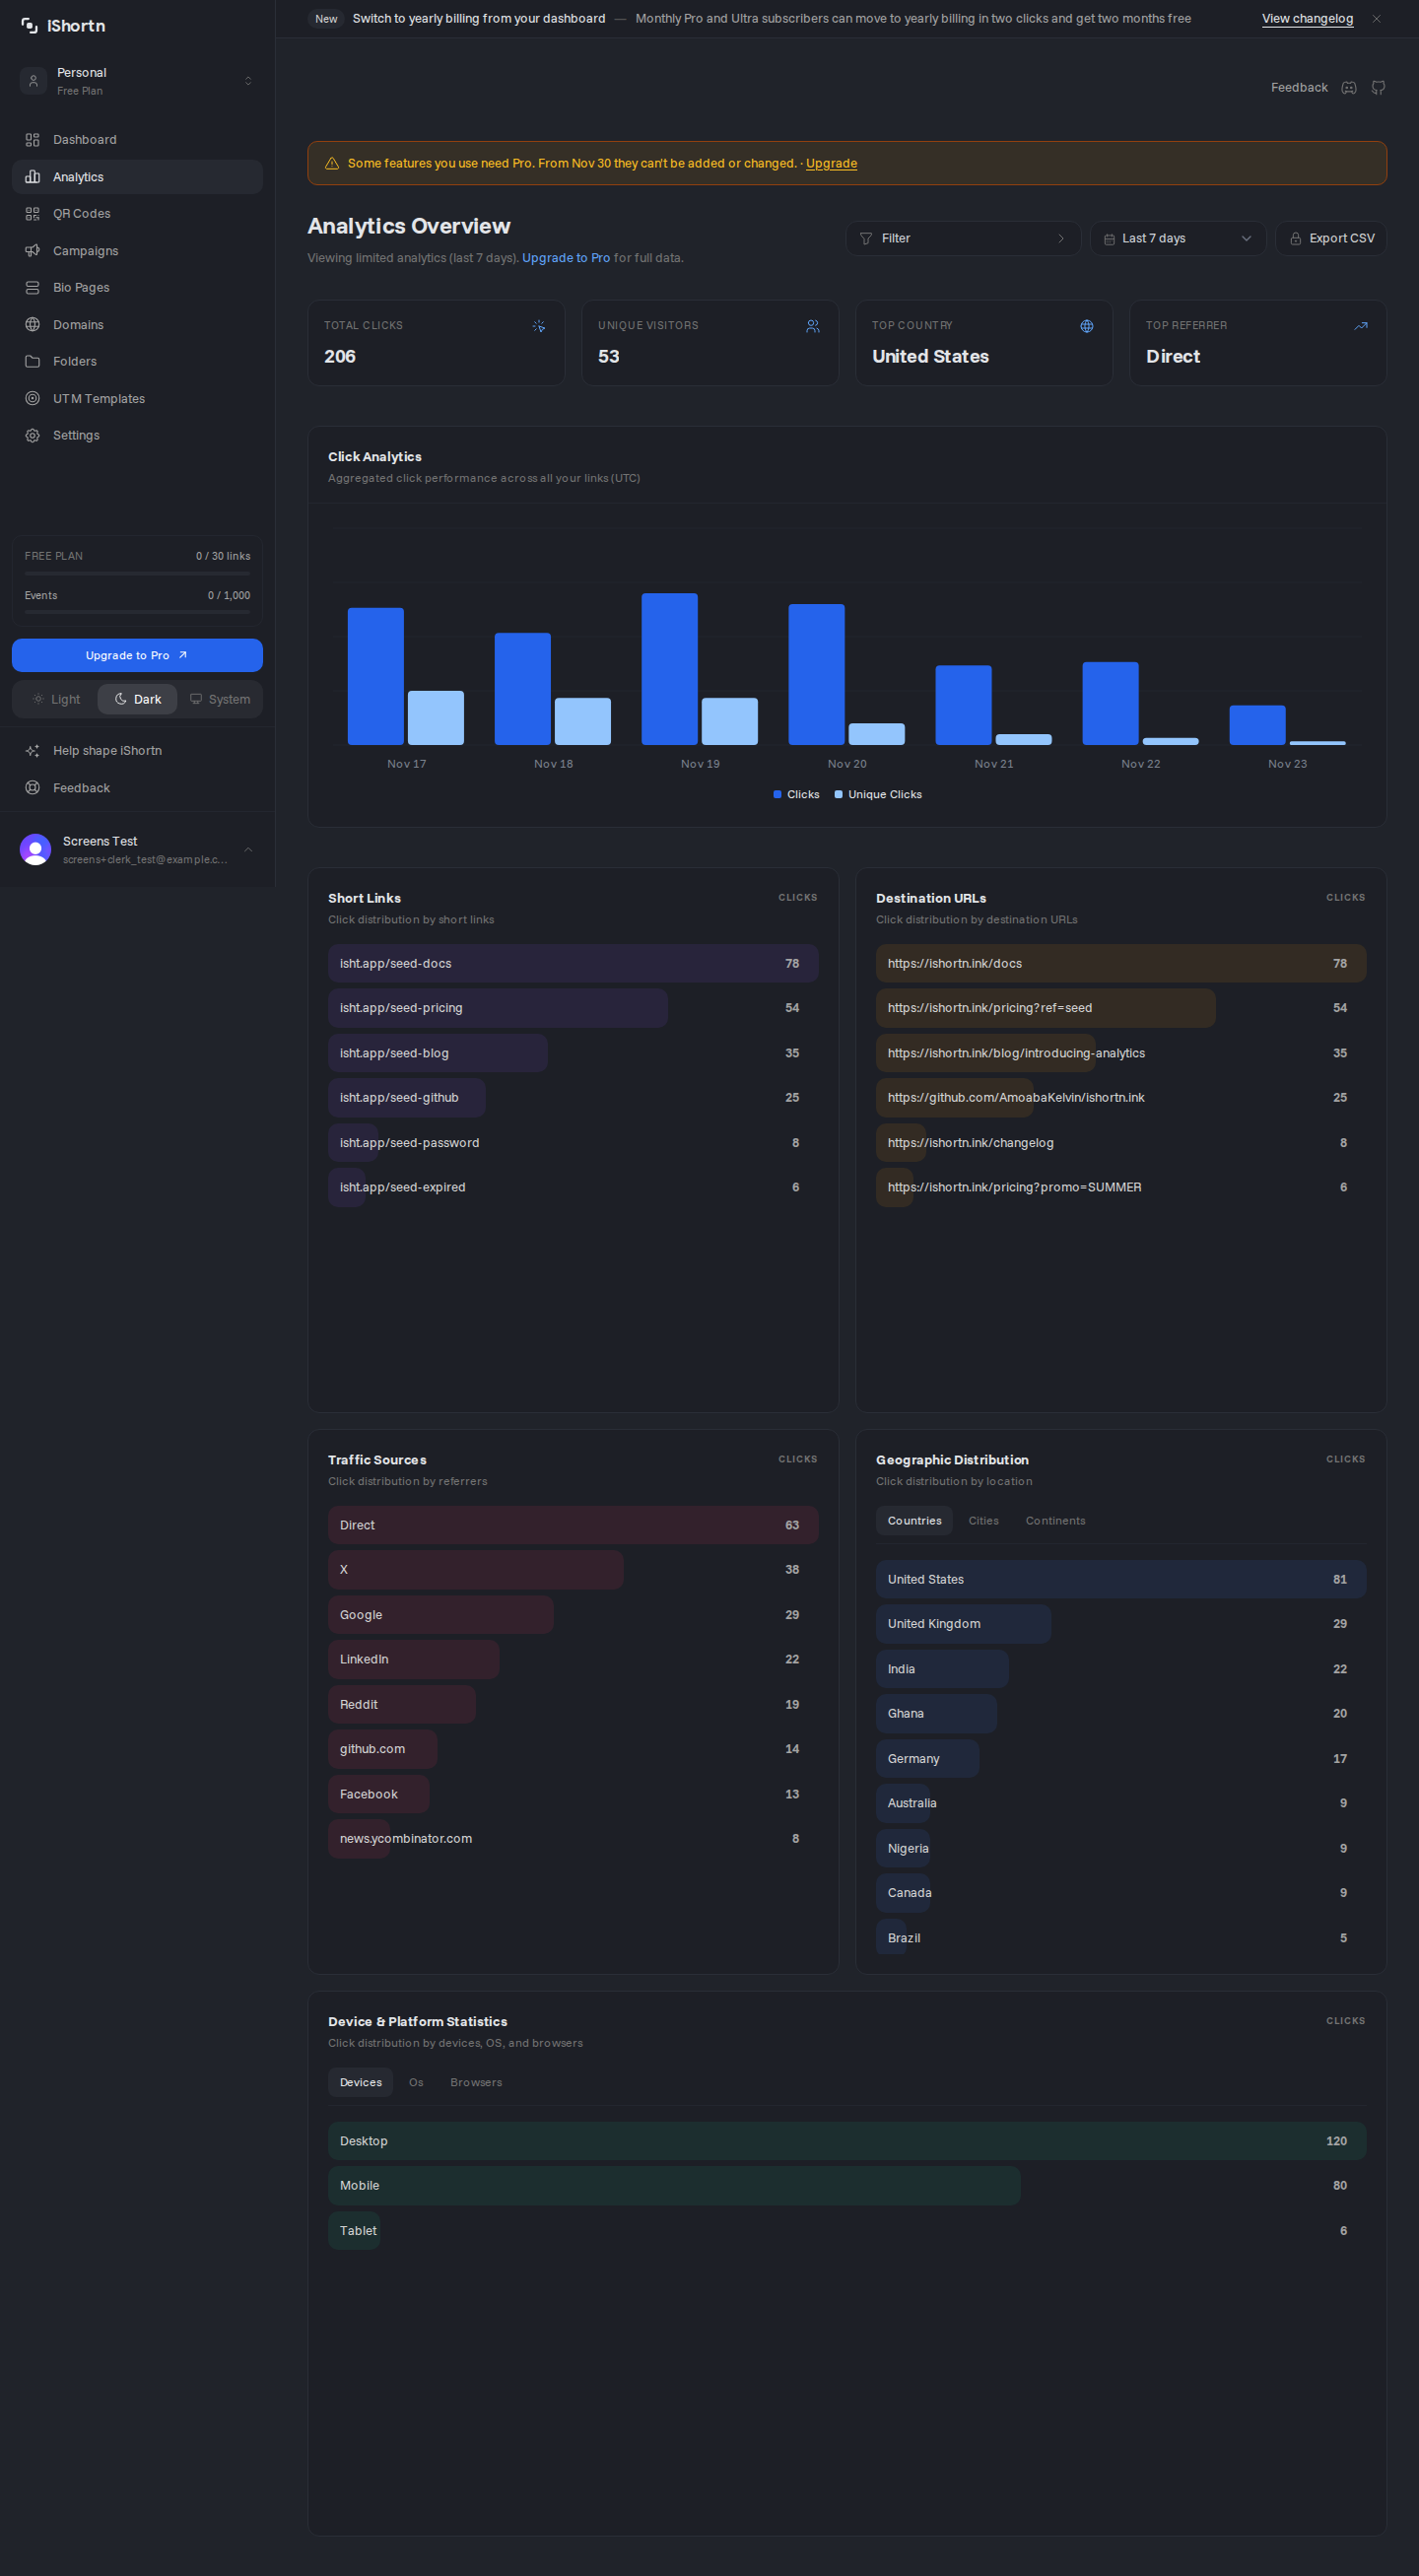 iShortn
Personal
Free Plan
Dashboard
Analytics
QR Codes
Campaigns
Bio Pages
Domains
Folders
UTM Templates
Settings
FREE PLAN 0 / 30 links
Events 0 / 1,000
Upgrade to Pro
Light Dark System
Help shape iShortn
Feedback
Screens Test
screens+clerk_test@example.c...
New Switch to yearly billing from your dashboard — Monthly Pro and Ultra subscribers can move to yearly billing in two clicks and get two months free View changelog
Feedback
Some features you use need Pro. From Nov 30 they can't be added or changed. · Upgrade
Analytics Overview
Viewing limited analytics (last 7 days). Upgrade to Pro for full data.
Filter Last 7 days Export CSV
TOTAL CLICKS
206
UNIQUE VISITORS
53
TOP COUNTRY
United States
TOP REFERRER
Direct
Click Analytics
Aggregated click performance across all your links (UTC)
Nov 17 Nov 18 Nov 19 Nov 20 Nov 21 Nov 22 Nov 23
Clicks Unique Clicks
Short Links CLICKS
Click distribution by short links
isht.app/seed-docs 78
isht.app/seed-pricing 54
isht.app/seed-blog 35
isht.app/seed-github 25
isht.app/seed-password 8
isht.app/seed-expired 6
Destination URLs CLICKS
Click distribution by destination URLs
https://ishortn.ink/docs 78
https://ishortn.ink/pricing?ref=seed 54
https://ishortn.ink/blog/introducing-analytics 35
https://github.com/AmoabaKelvin/ishortn.ink 25
https://ishortn.ink/changelog 8
https://ishortn.ink/pricing?promo=SUMMER 6
Traffic Sources CLICKS
Click distribution by referrers
Direct 63
X 38
Google 29
LinkedIn 22
Reddit 19
github.com 14
Facebook 13
news.ycombinator.com 8
Geographic Distribution CLICKS
Click distribution by location
Countries Cities Continents
United States 81
United Kingdom 29
India 22
Ghana 20
Germany 17
Australia 9
Nigeria 9
Canada 9
Brazil 5
Device & Platform Statistics CLICKS
Click distribution by devices, OS, and browsers
Devices Os Browsers
Desktop 120
Mobile 80
Tablet 6